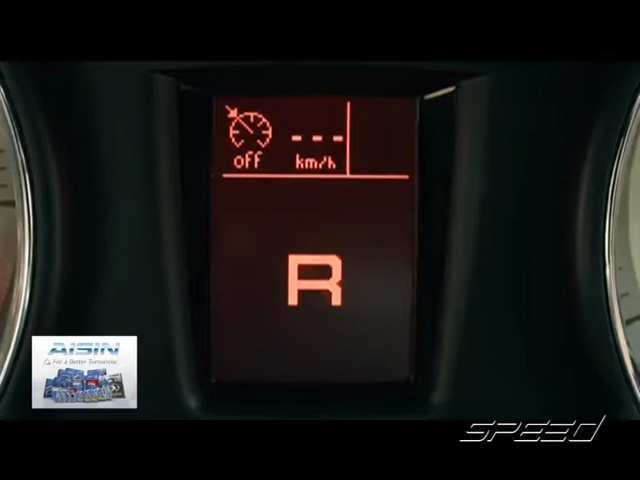 off
--- km/h
R
AISIN
For a Better Tomorrow
SPEED